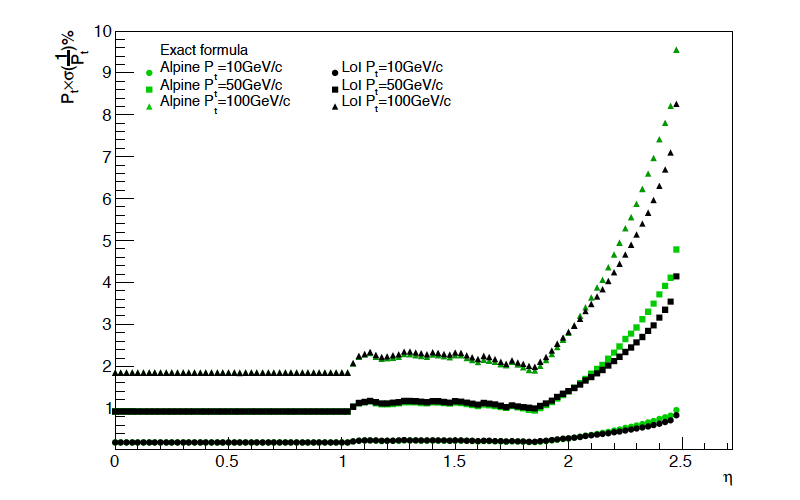 10
9
8
7
6
5
4
3
2
1
Pt×σ(1/Pt)%
Exact formula
Alpine Pt=10GeV/c
Alpine Pt=50GeV/c
Alpine Pt=100GeV/c
LoI Pt=10GeV/c
LoI Pt=50GeV/c
LoI Pt=100GeV/c
0 0.5 1 1.5 2 2.5
η